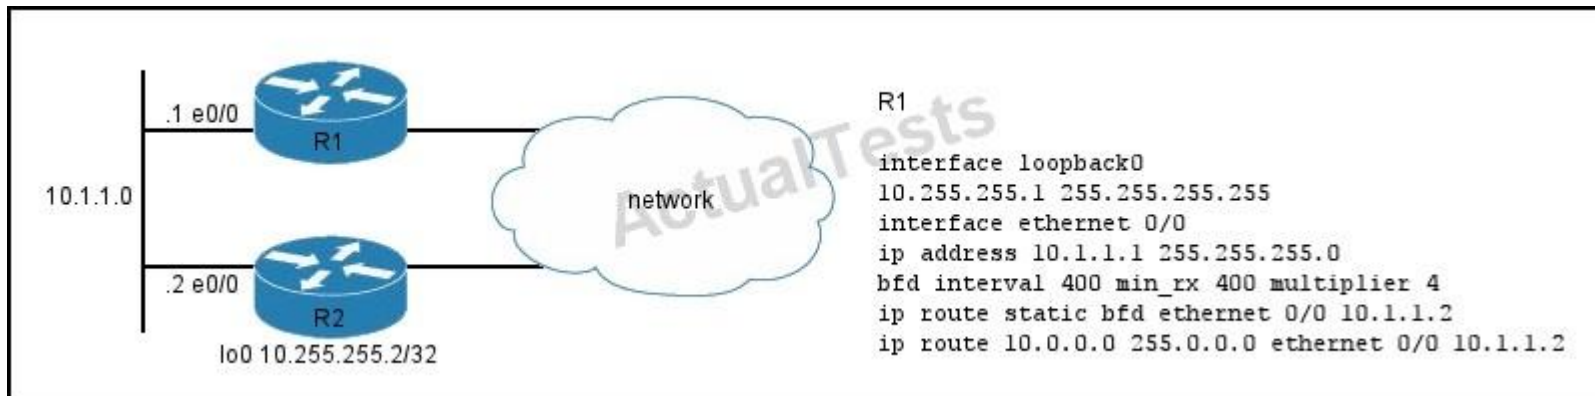 .1 e0/0
R1
10.1.1.0
network
.2 e0/0
R2
lo0 10.255.255.2/32
ActualTests
R1
interface loopback0
10.255.255.1 255.255.255.255
interface ethernet 0/0
ip address 10.1.1.1 255.255.255.0
bfd interval 400 min_rx 400 multiplier 4
ip route static bfd ethernet 0/0 10.1.1.2
ip route 10.0.0.0 255.0.0.0 ethernet 0/0 10.1.1.2